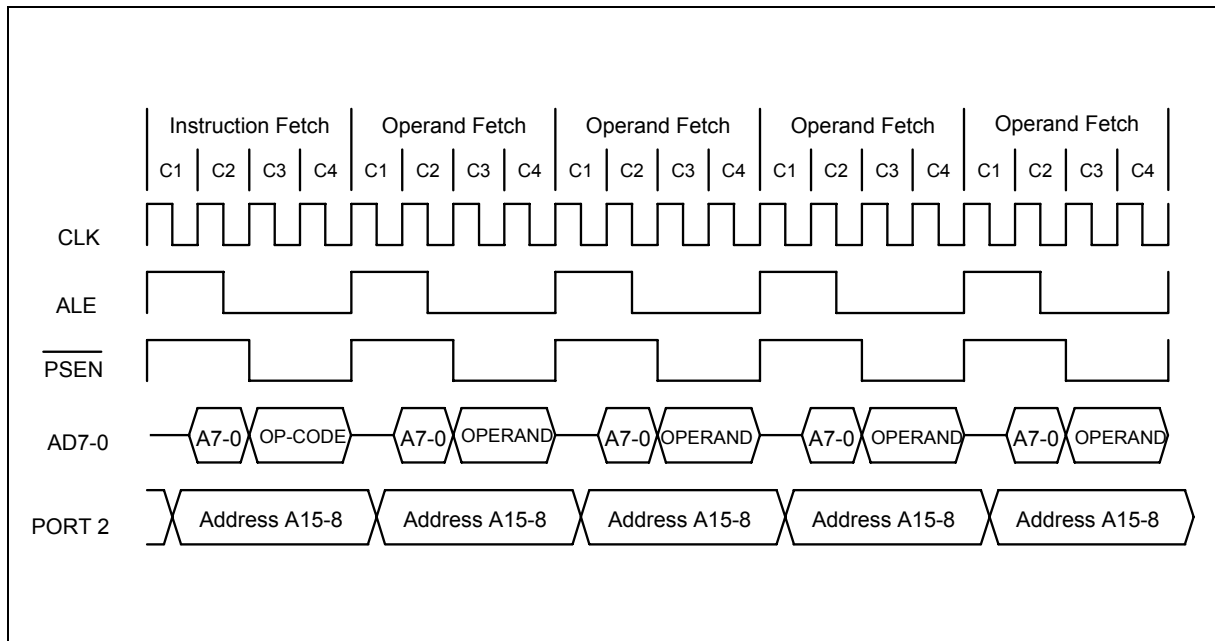 Instruction Fetch Operand Fetch Operand Fetch Operand Fetch Operand Fetch
C1 C2 C3 C4 C1 C2 C3 C4 C1 C2 C3 C4 C1 C2 C3 C4 C1 C2 C3 C4
CLK
ALE
PSEN
AD7-0 A7-0 OP-CODE A7-0 OPERAND A7-0 OPERAND A7-0 OPERAND A7-0 OPERAND
PORT 2 Address A15-8 Address A15-8 Address A15-8 Address A15-8 Address A15-8